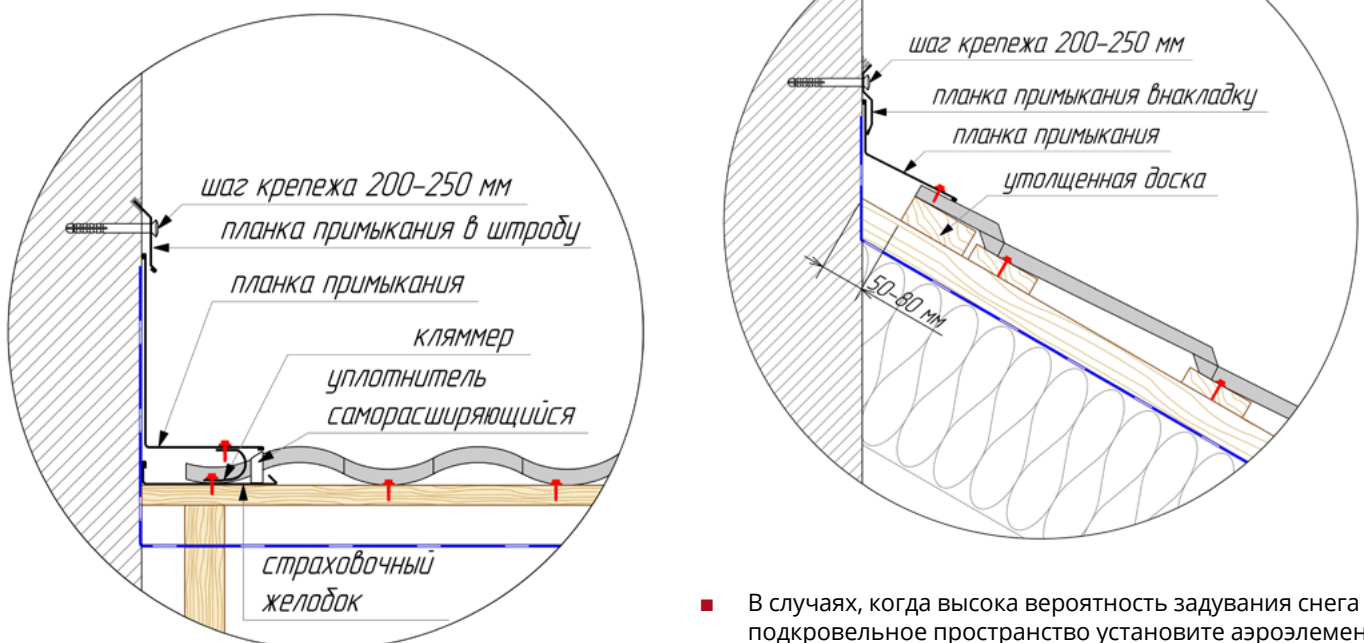 шаг крепежа 200-250 мм
планка примыкания в штробу
планка примыкания
кляммер
уплотнитель
саморасширяющийся
страховочный
желобок
шаг крепежа 200-250 мм
планка примыкания внакладку
планка примыкания
утолщенная доска
50-80 мм
■ В случаях, когда высока вероятность задувания снега
подкровельное пространство установите аэроэлемен